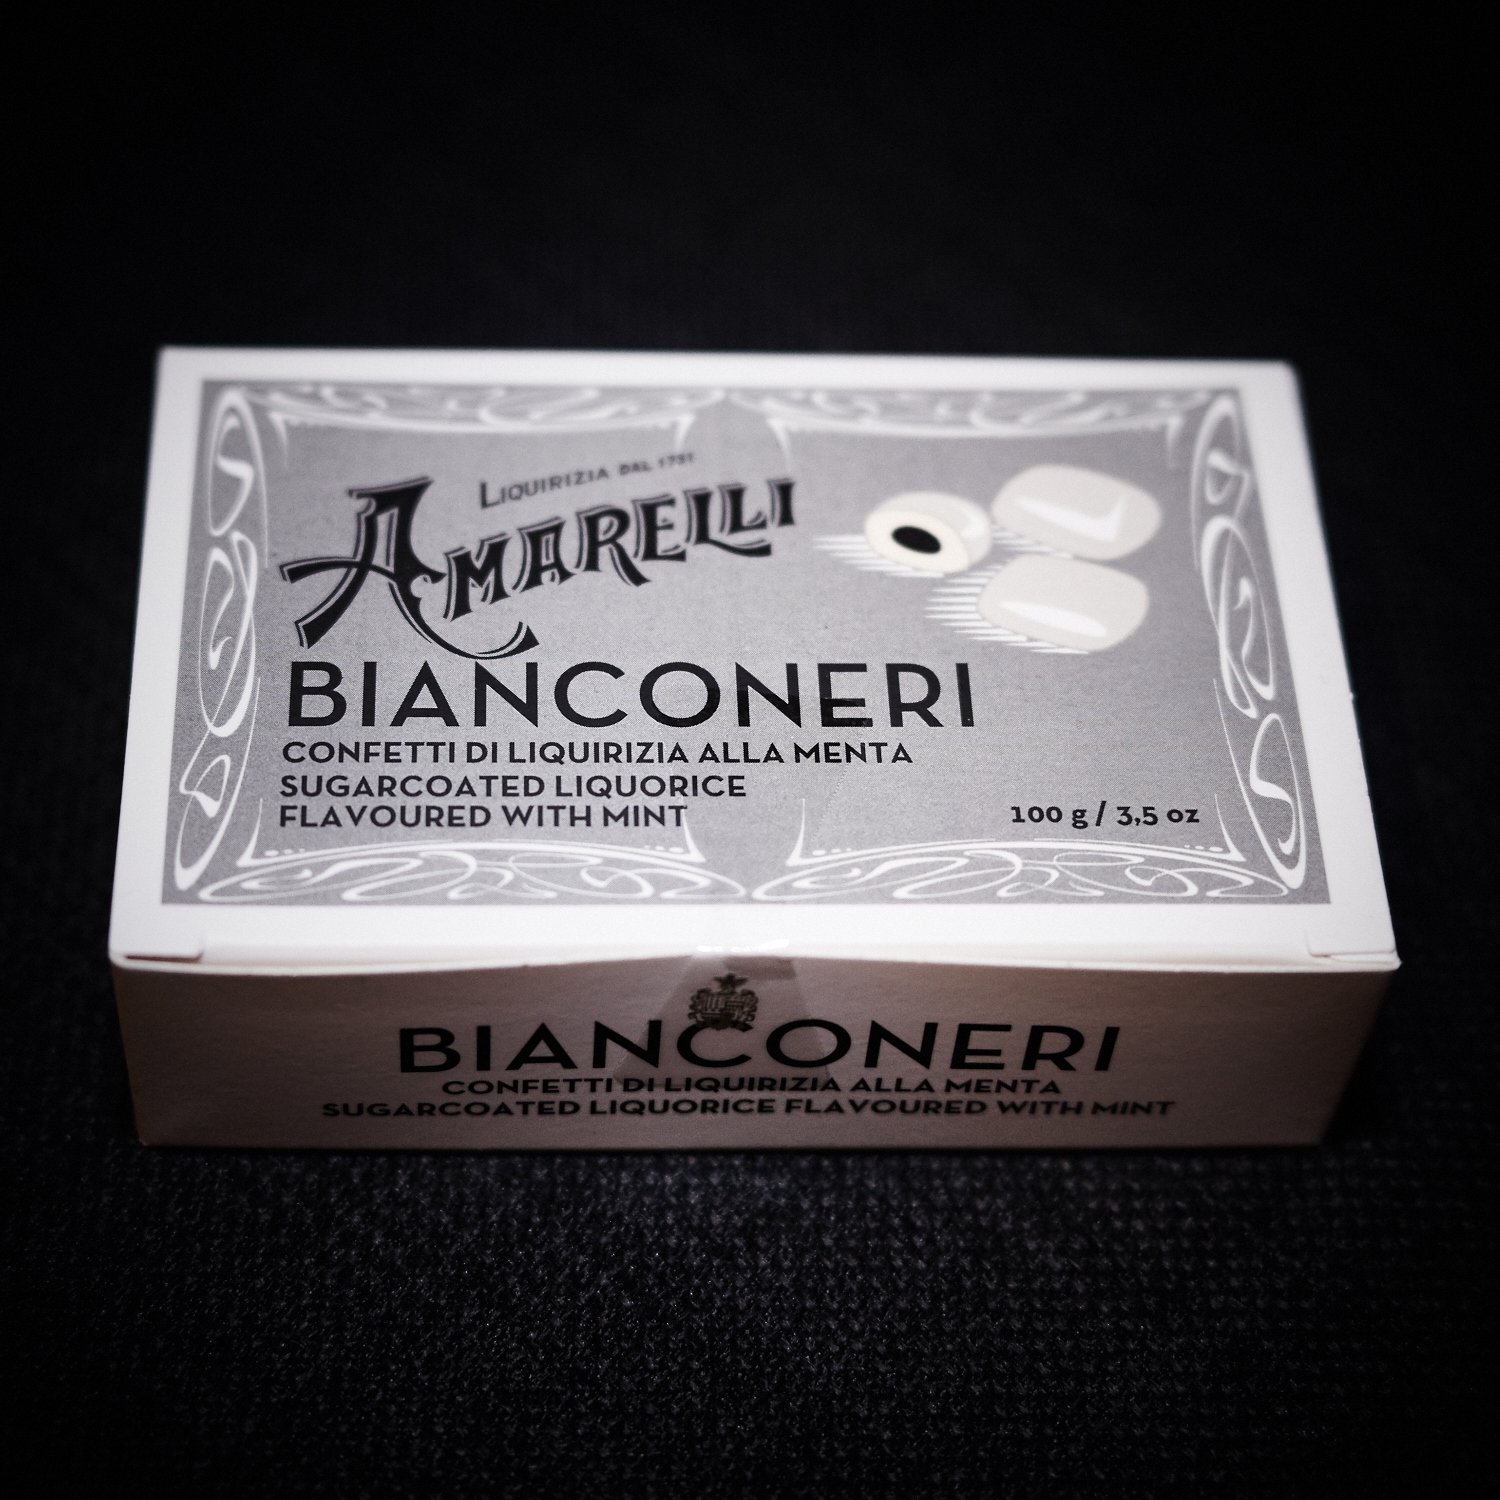 LIQUIRIZIA DAL 1731
AMARELLI
BIANCONERI
CONFETTI DI LIQUIRIZIA ALLA MENTA
SUGARCOATED LIQUORICE
FLAVOURED WITH MINT
100 g / 3,5 oz
BIANCONERI
CONFETTI DI LIQUIRIZIA ALLA MENTA
SUGARCOATED LIQUORICE FLAVOURED WITH MINT